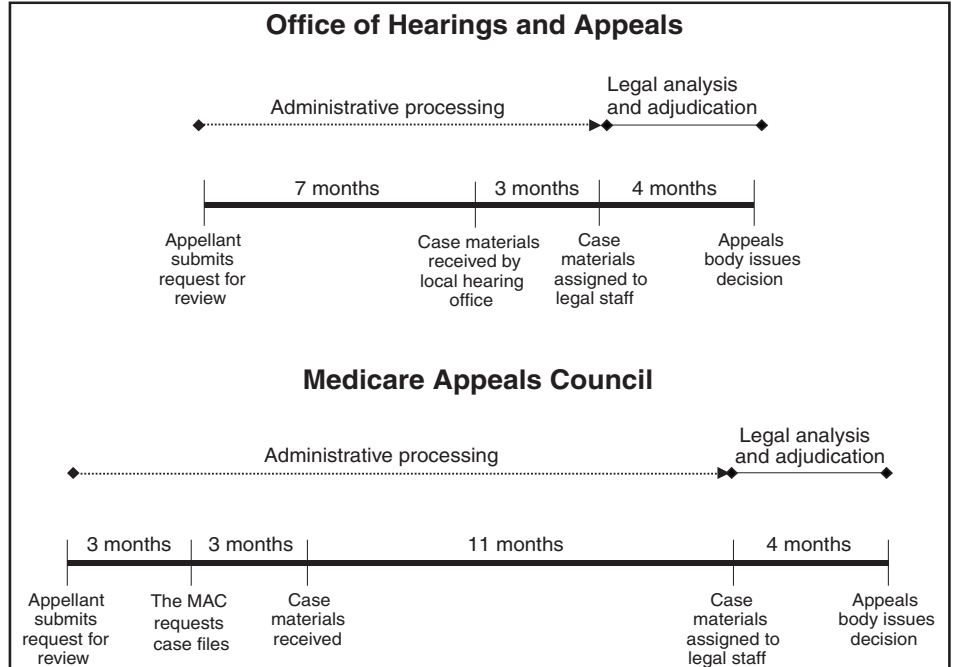 Office of Hearings and Appeals
Administrative processing
Legal analysis
and adjudication
7 months
3 months
4 months
Appellant
submits
request for
review
Case materials
received by
local hearing
office
Case
materials
assigned to
legal staff
Appeals
body issues
decision
Medicare Appeals Council
Administrative processing
Legal analysis
and adjudication
3 months
3 months
11 months
4 months
Appellant
submits
request for
review
The MAC
requests
case files
Case
materials
received
Case
materials
assigned to
legal staff
Appeals
body issues
decision